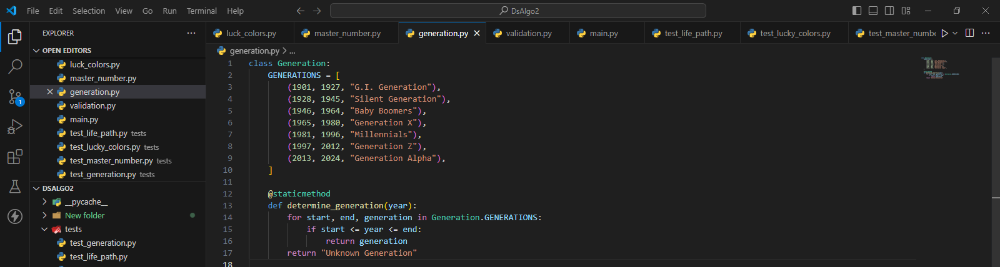 File Edit Selection View Go Run Terminal Help DsAlgo2
EXPLORER
OPEN EDITORS
luck_colors.py
master_number.py
generation.py
validation.py
main.py
test_life_path.py tests
test_lucky_colors.py tests
test_master_number.py tests
test_generation.py tests
1
DSALGO2
__pycache__
New folder
tests
test_generation.py
test_life_path.py
luck_colors.py master_number.py generation.py validation.py main.py test_life_path.py test_lucky_colors.py test_master_numbe
generation.py > ...
1 class Generation:
2 GENERATIONS = [
3 (1901, 1927, "G.I. Generation"),
4 (1928, 1945, "Silent Generation"),
5 (1946, 1964, "Baby Boomers"),
6 (1965, 1980, "Generation X"),
7 (1981, 1996, "Millennials"),
8 (1997, 2012, "Generation Z"),
9 (2013, 2024, "Generation Alpha"),
10 ]
11
12 @staticmethod
13 def determine_generation(year):
14 for start, end, generation in Generation.GENERATIONS:
15 if start <= year <= end:
16 return generation
17 return "Unknown Generation"
18